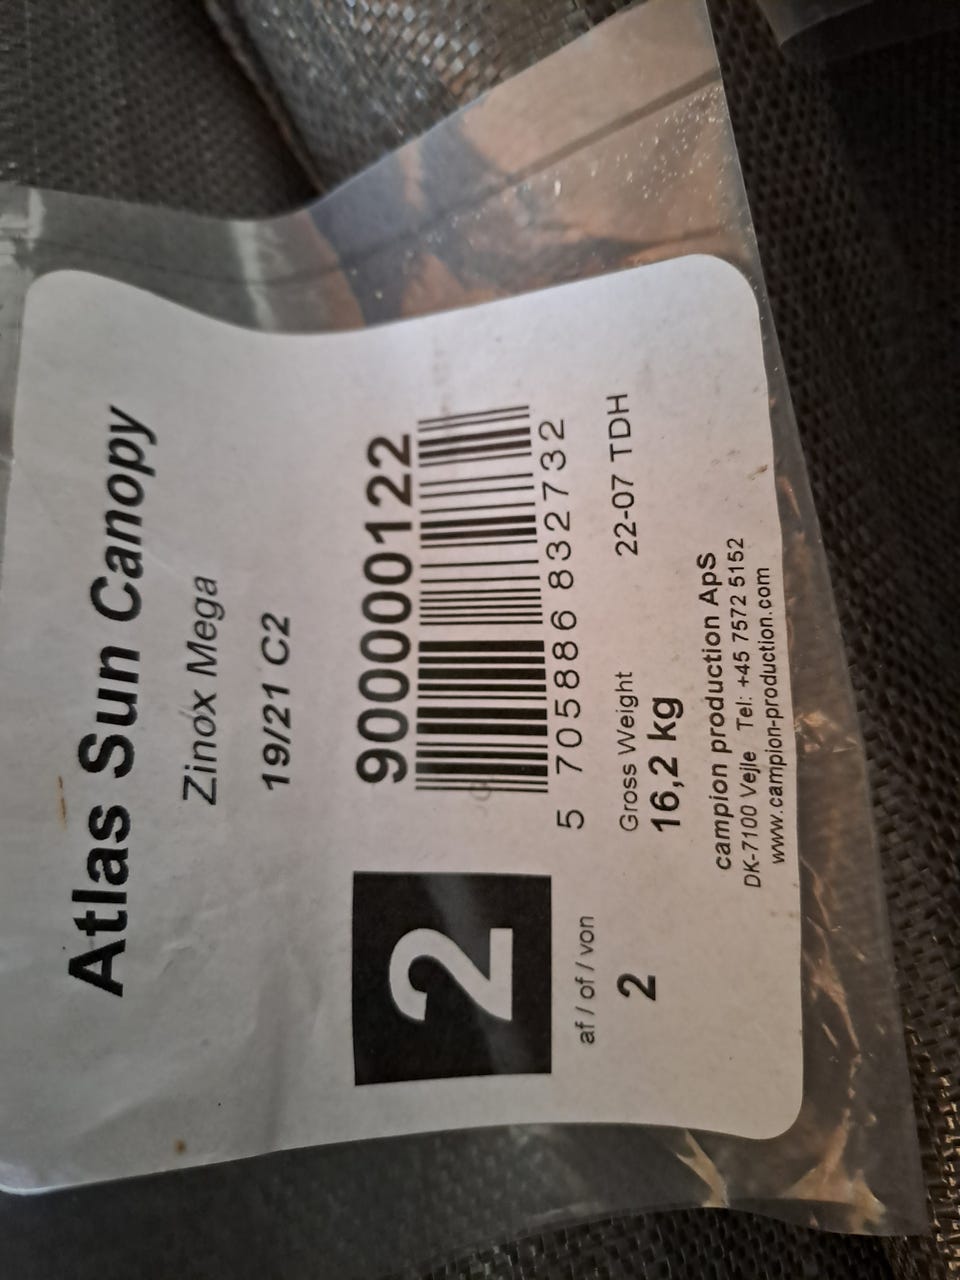 Atlas Sun Canopy
Zinox Mega
19/21 C2
90000122
5 705886 832732
2
af / of / von
2
Gross Weight
16,2 kg
22-07 TDH
campion production Aps
DK-7100 Vejle Tel: +45 7572 5152
www.campion-production.com